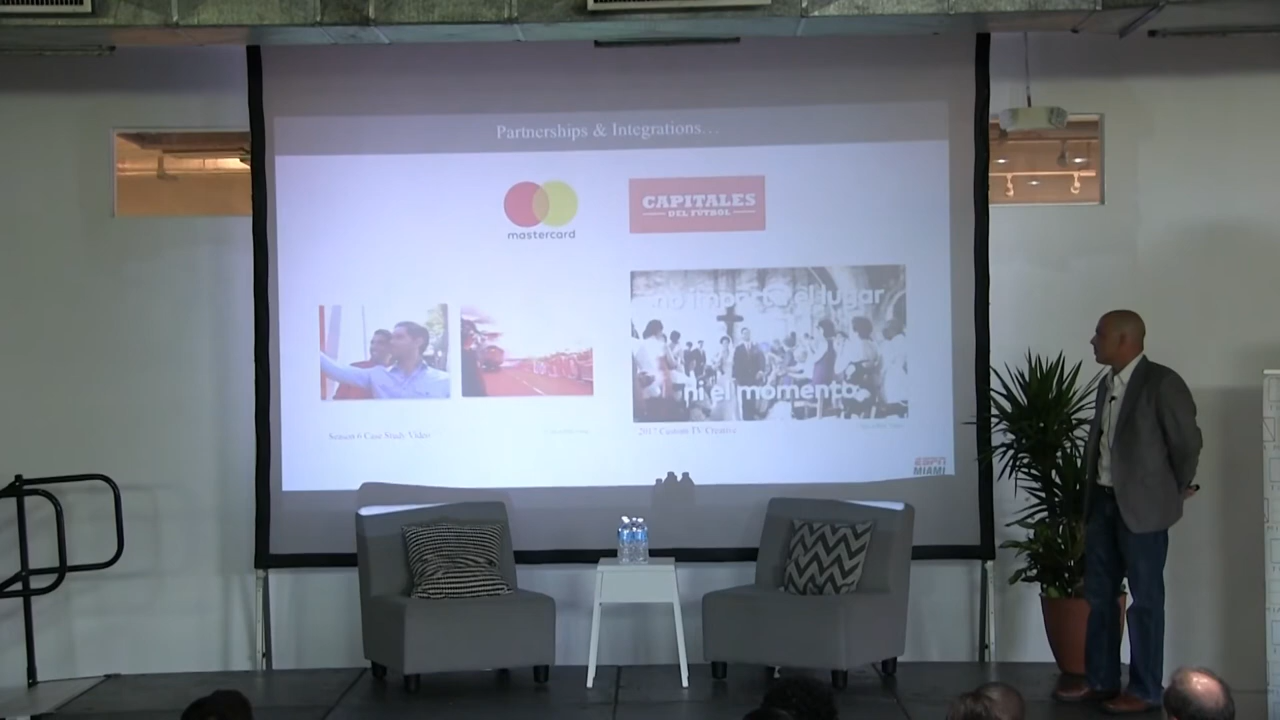 Partnerships & Integrations...
mastercard
CAPITALES
DEL FÚTBOL
no importa el lugar
ni el momento
Season 6 Case Study Video
2017 Custom TV Creative
ESPN
MIAMI